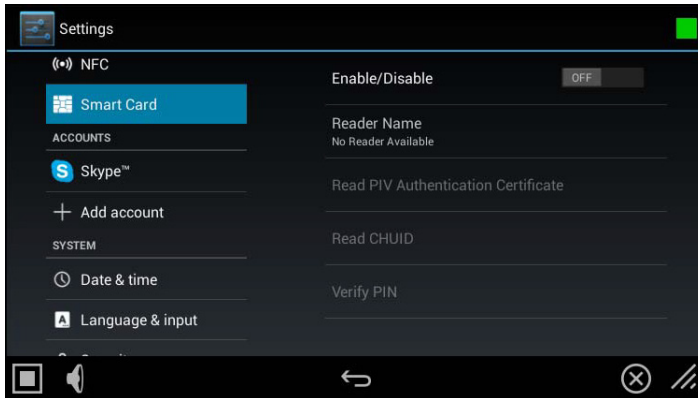 Settings
NFC
Smart Card
ACCOUNTS
Skype™
Add account
SYSTEM
Date & time
Language & input
Enable/Disable
OFF
Reader Name
No Reader Available
Read PIV Authentication Certificate
Read CHUID
Verify PIN